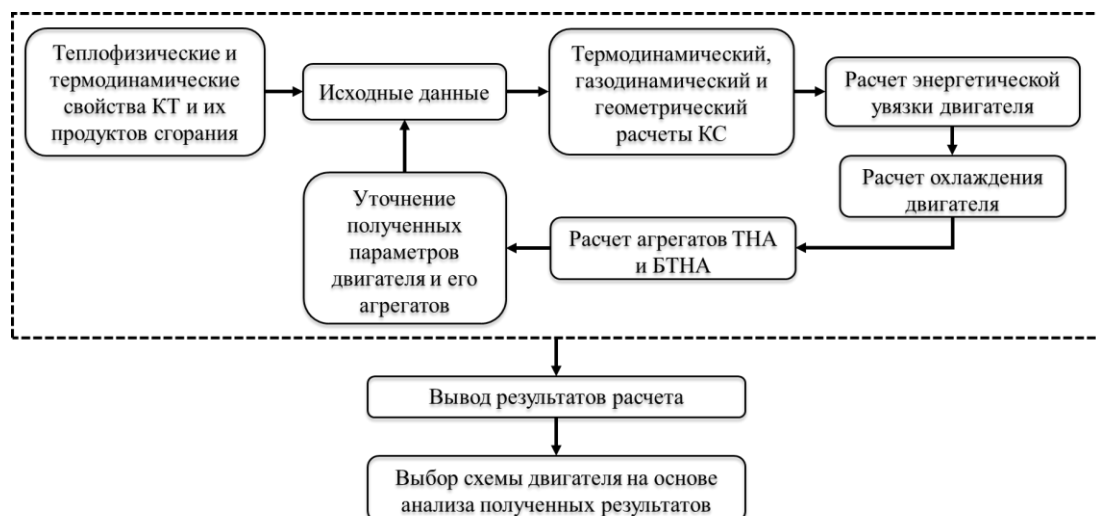 Теплофизические и
термодинамические
свойства КТ и их
продуктов сгорания
Исходные данные
Термодинамический,
газодинамический и
геометрический
расчеты КС
Расчет энергетической
увязки двигателя
Расчет охлаждения
двигателя
Расчет агрегатов ТНА
и БТНА
Уточнение
полученных
параметров
двигателя и его
агрегатов
Вывод результатов расчета
Выбор схемы двигателя на основе
анализа полученных результатов